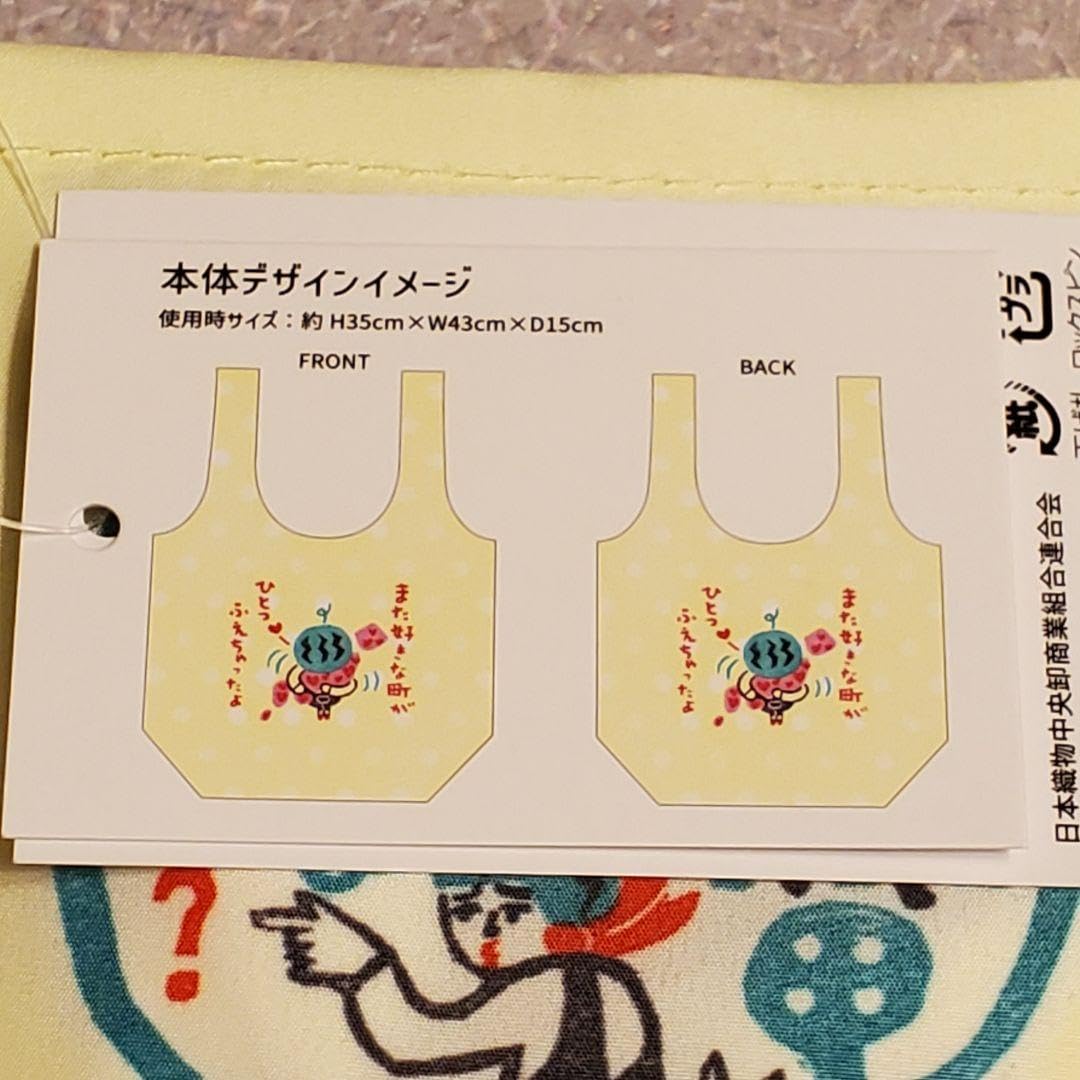 本体デザインイメージ
使用時サイズ：約 H35cm×W43cm×D15cm
FRONT
また好きな町が
ひとつ
ふえちゃったよ
BACK
また好きな町が
ひとつ
ふえちゃったよ
プラ
紙
日本織物中央卸商業組合連合会
?